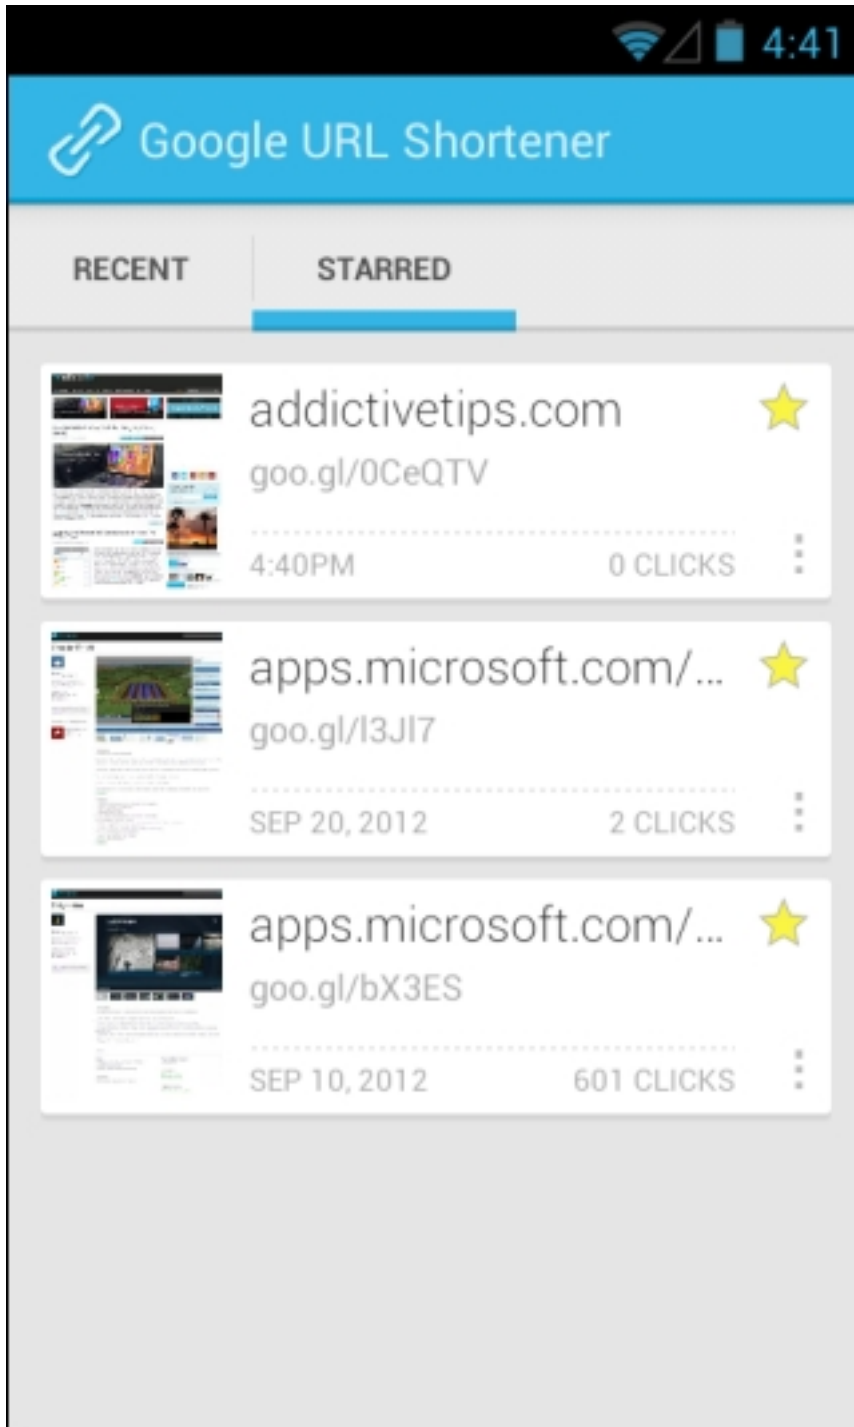 4:41
Google URL Shortener
RECENT
STARRED
addictivetips.com
goo.gl/0CeQTV
4:40PM
0 CLICKS
apps.microsoft.com/...
goo.gl/l3Jl7
SEP 20, 2012
2 CLICKS
apps.microsoft.com/...
goo.gl/bX3ES
SEP 10, 2012
601 CLICKS